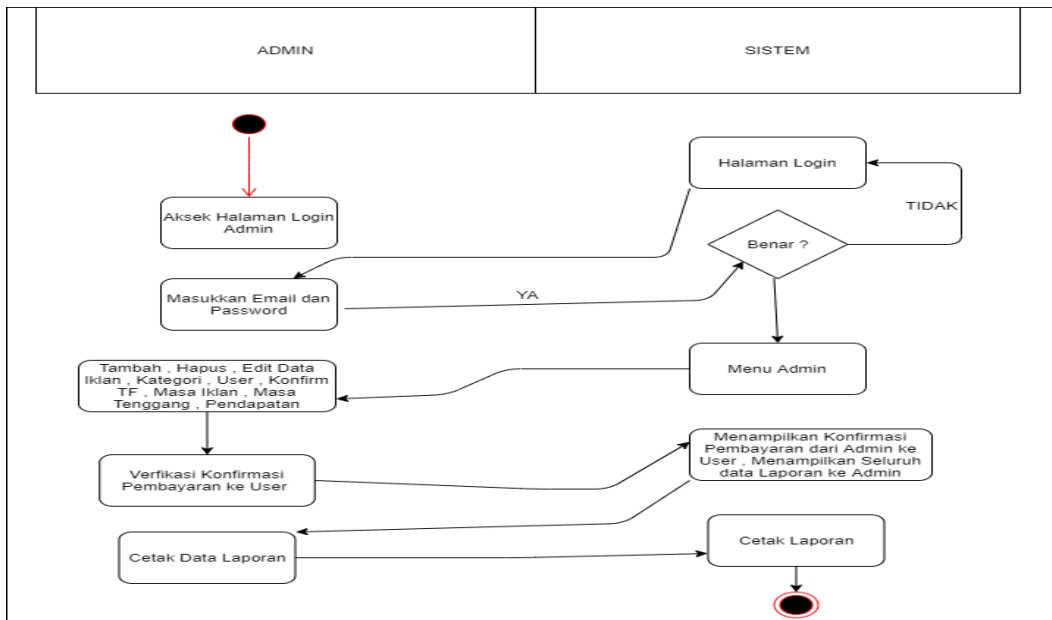 ADMIN
SISTEM
Halaman Login
Aksek Halaman Login
Admin
TIDAK
Benar ?
Masukkan Email dan
Password
YA
Menu Admin
Tambah , Hapus , Edit Data
Iklan , Kategori , User , Konfirm
TF , Masa Iklan , Masa
Tenggang , Pendapatan
Verfikasi Konfirmasi
Pembayaran ke User
Menampilkan Konfirmasi
Pembayaran dari Admin ke
User , Menampilkan Seluruh
data Laporan ke Admin
Cetak Data Laporan
Cetak Laporan